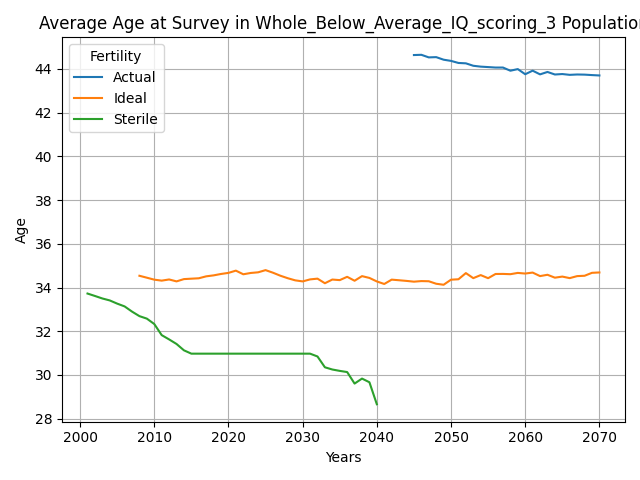 Average Age at Survey in Whole_Below_Average_IQ_scoring_3 Population
Fertility
Actual
Ideal
Sterile
Age
44
42
40
38
36
34
32
30
28
2000 2010 2020 2030 2040 2050 2060 2070
Years